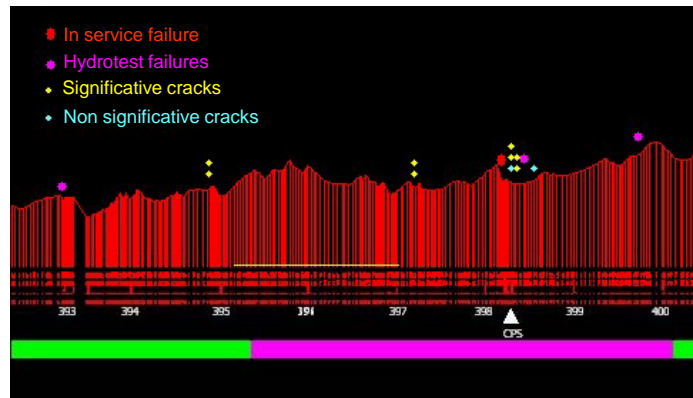 In service failure
Hydrotest failures
Significative cracks
Non significative cracks
393 394 395 397 398 399 400
CPS